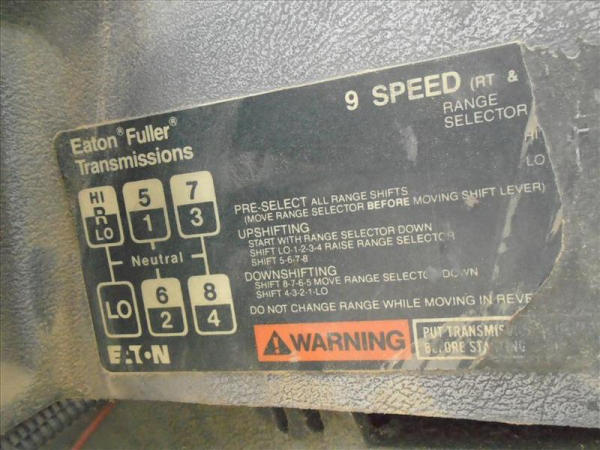 Eaton® Fuller®
Transmissions
9 SPEED (RT &
RANGE
SELECTOR
HI
LO
HI
R
LO
5
1
7
3
Neutral
LO
6
2
8
4
EATON
PRE-SELECT ALL RANGE SHIFTS
(MOVE RANGE SELECTOR BEFORE MOVING SHIFT LEVER)
UPSHIFTING
START WITH RANGE SELECTOR DOWN
SHIFT LO-1-2-3-4 RAISE RANGE SELECTOR
SHIFT 5-6-7-8
DOWNSHIFTING
SHIFT 8-7-6-5 MOVE RANGE SELECTO DOWN
SHIFT 4-3-2-1-LO
DO NOT CHANGE RANGE WHILE MOVING IN REVE
WARNING
PUT TRANSMIS
BEFORE STARTING